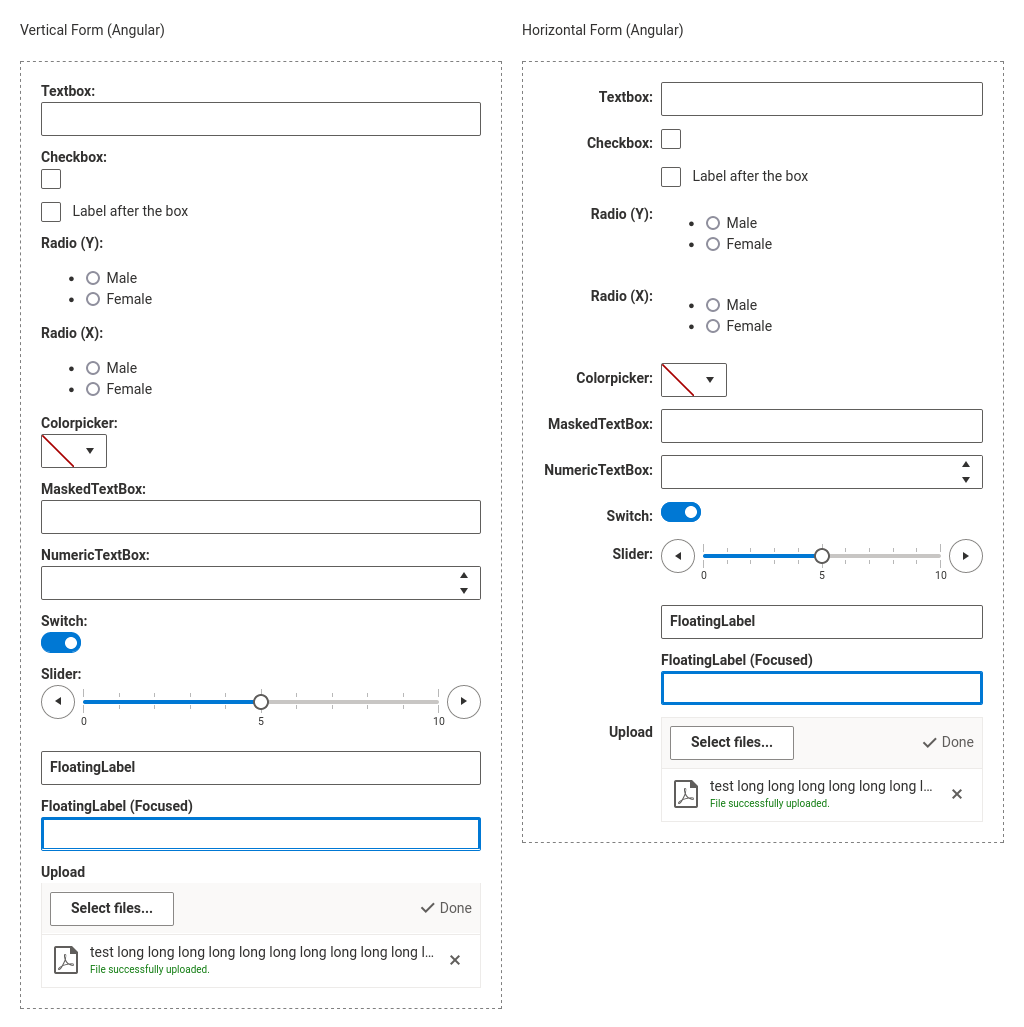 Vertical Form (Angular)
Textbox:
Checkbox:
Label after the box
Radio (Y):
Male
Female
Radio (X):
Male
Female
Colorpicker:
MaskedTextBox:
NumericTextBox:
Switch:
Slider:
0 5 10
FloatingLabel
FloatingLabel (Focused)
Upload
Select files... Done
test long long long long long long long long long long l...
File successfully uploaded.
Horizontal Form (Angular)
Textbox:
Checkbox:
Label after the box
Radio (Y):
Male
Female
Radio (X):
Male
Female
Colorpicker:
MaskedTextBox:
NumericTextBox:
Switch:
Slider:
0 5 10
FloatingLabel
FloatingLabel (Focused)
Upload
Select files... Done
test long long long long long long l...
File successfully uploaded.